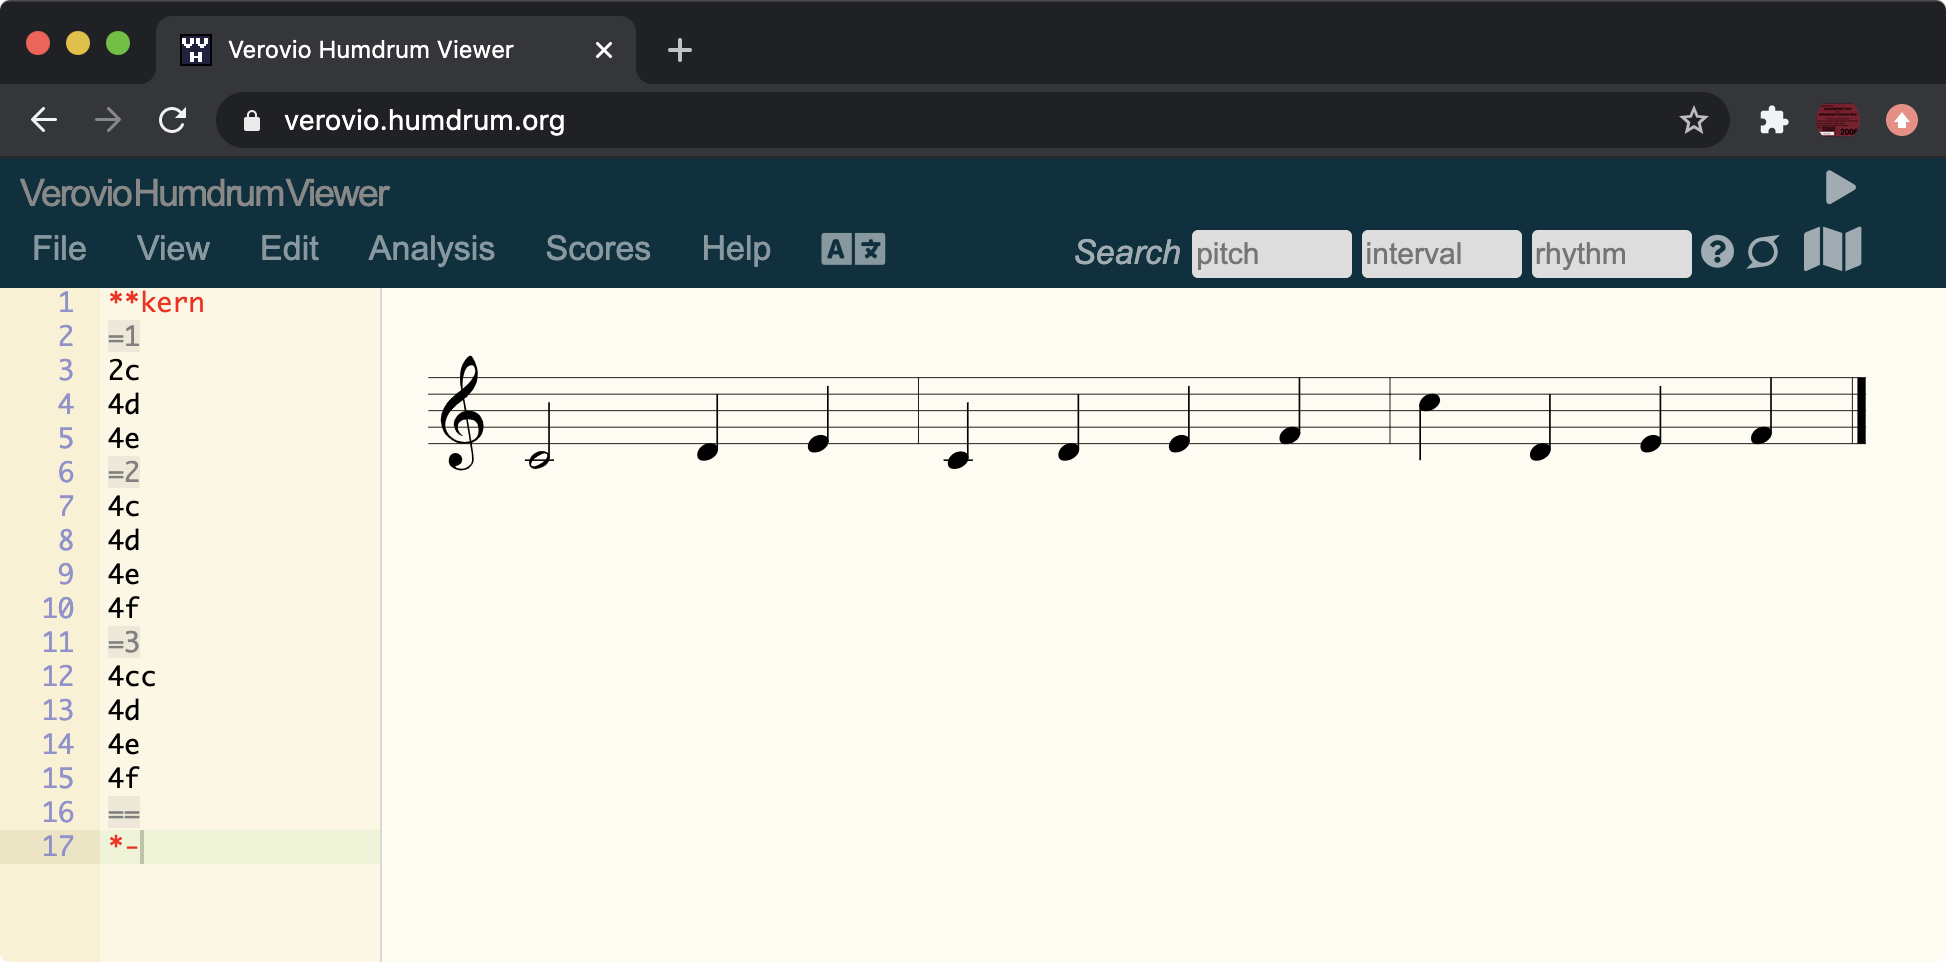 Verovio Humdrum Viewer
verovio.humdrum.org
2006
VerovioHumdrumViewer
File View Edit Analysis Scores Help A Search pitch interval rhythm ?
1 **kern
2 =1
3 2c
4 4d
5 4e
6 =2
7 4c
8 4d
9 4e
10 4f
11 =3
12 4cc
13 4d
14 4e
15 4f
16 ==
17 *-